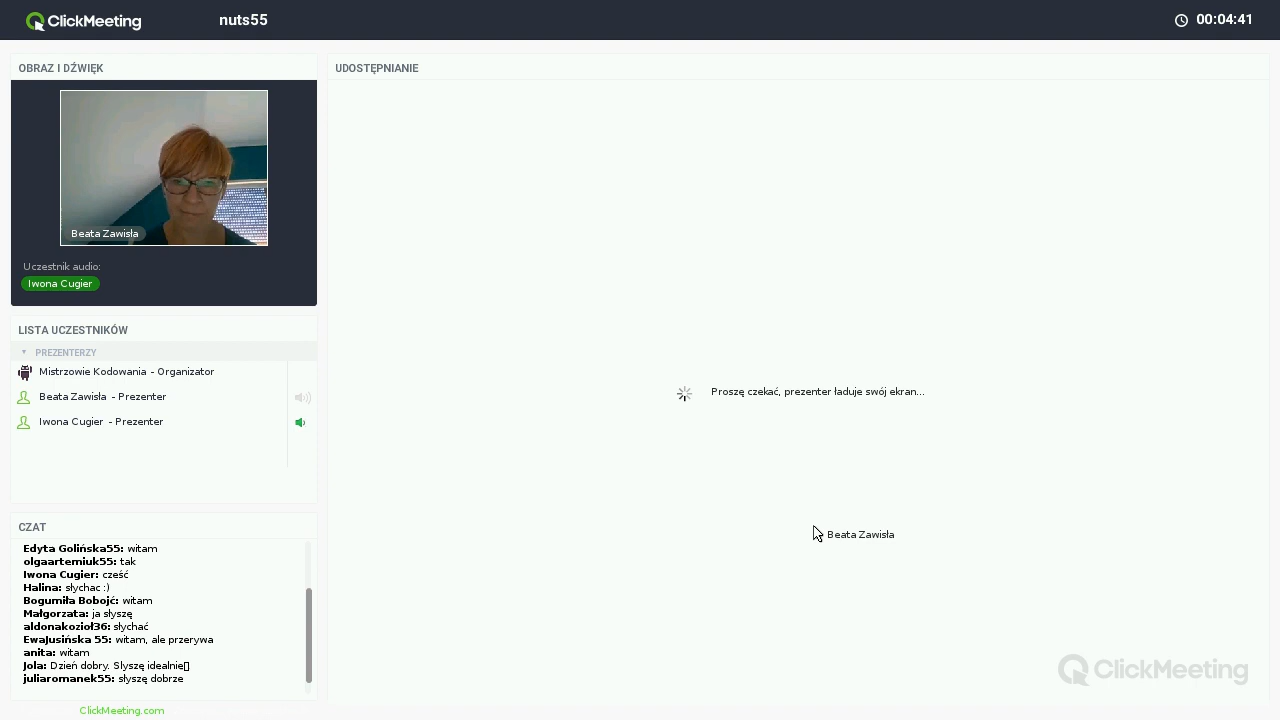 ClickMeeting
nuts55
00:04:41
OBRAZ I DŹWIĘK
Beata Zawisła
Uczestnik audio:
Iwona Cugier
LISTA UCZESTNIKÓW
PREZENTERZY
Mistrzowie Kodowania - Organizator
Beata Zawisła - Prezenter
Iwona Cugier - Prezenter
CZAT
Edyta Golińska55: witam
olgaartemiuk55: tak
Iwona Cugier: cześć
Halina: słychac :)
Bogumiła Bobojć: witam
Małgorzata: ja słyszę
aldonakozioł36: słychać
EwaJusińska 55: witam, ale przerywa
anita: witam
Jola: Dzień dobry. Słyszę idealnie
juliaromanek55: słyszę dobrze
ClickMeeting.com
UDOSTĘPNIANIE
Proszę czekać, prezenter ładuje swój ekran...
Beata Zawisła
ClickMeeting